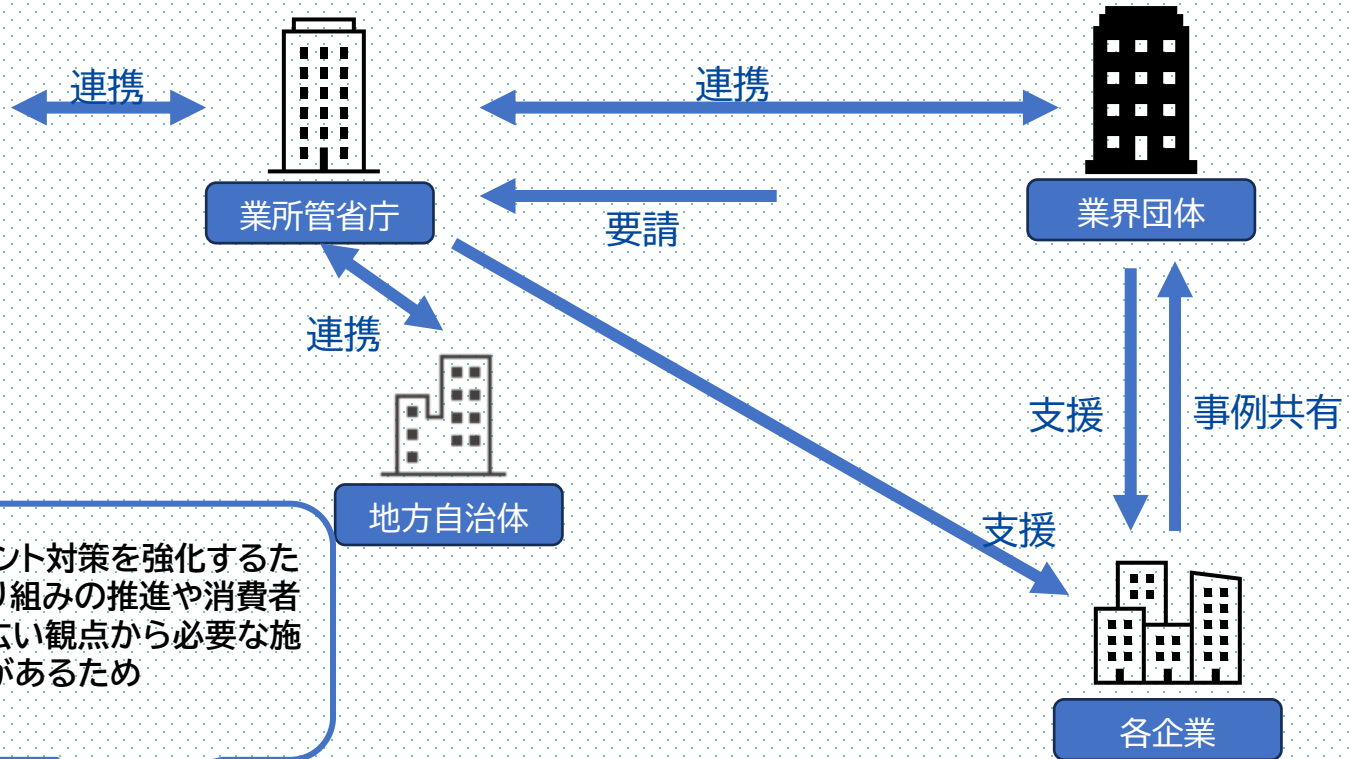 連携
連携
業所管省庁
業界団体
要請
連携
支援
事例共有
地方自治体
支援
ント対策を強化するた
り組みの推進や消費者
広い観点から必要な施
があるため
各企業